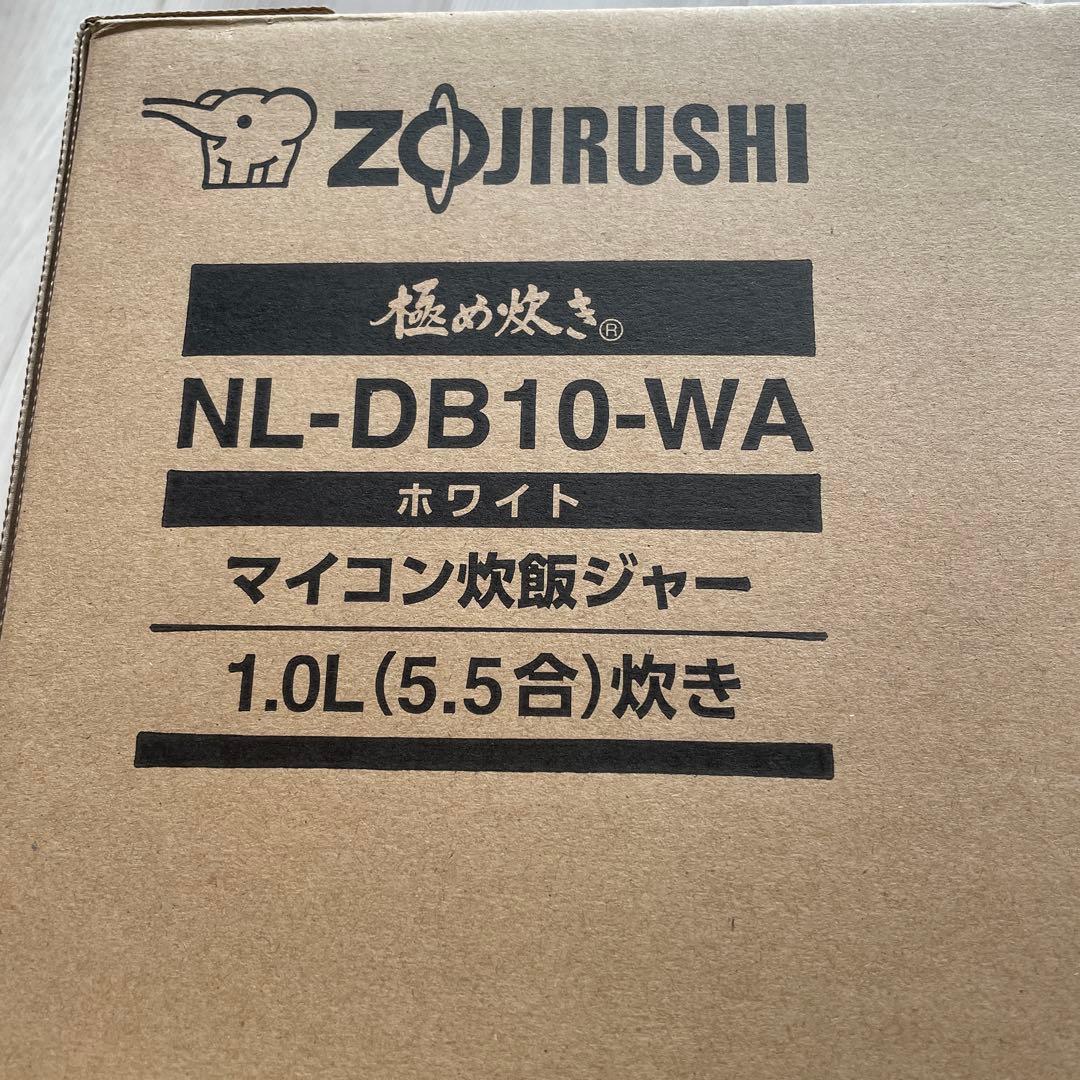 ZOJIRUSHI
極め炊き®
NL-DB10-WA
ホワイト
マイコン炊飯ジャー
1.0L(5.5合)炊き